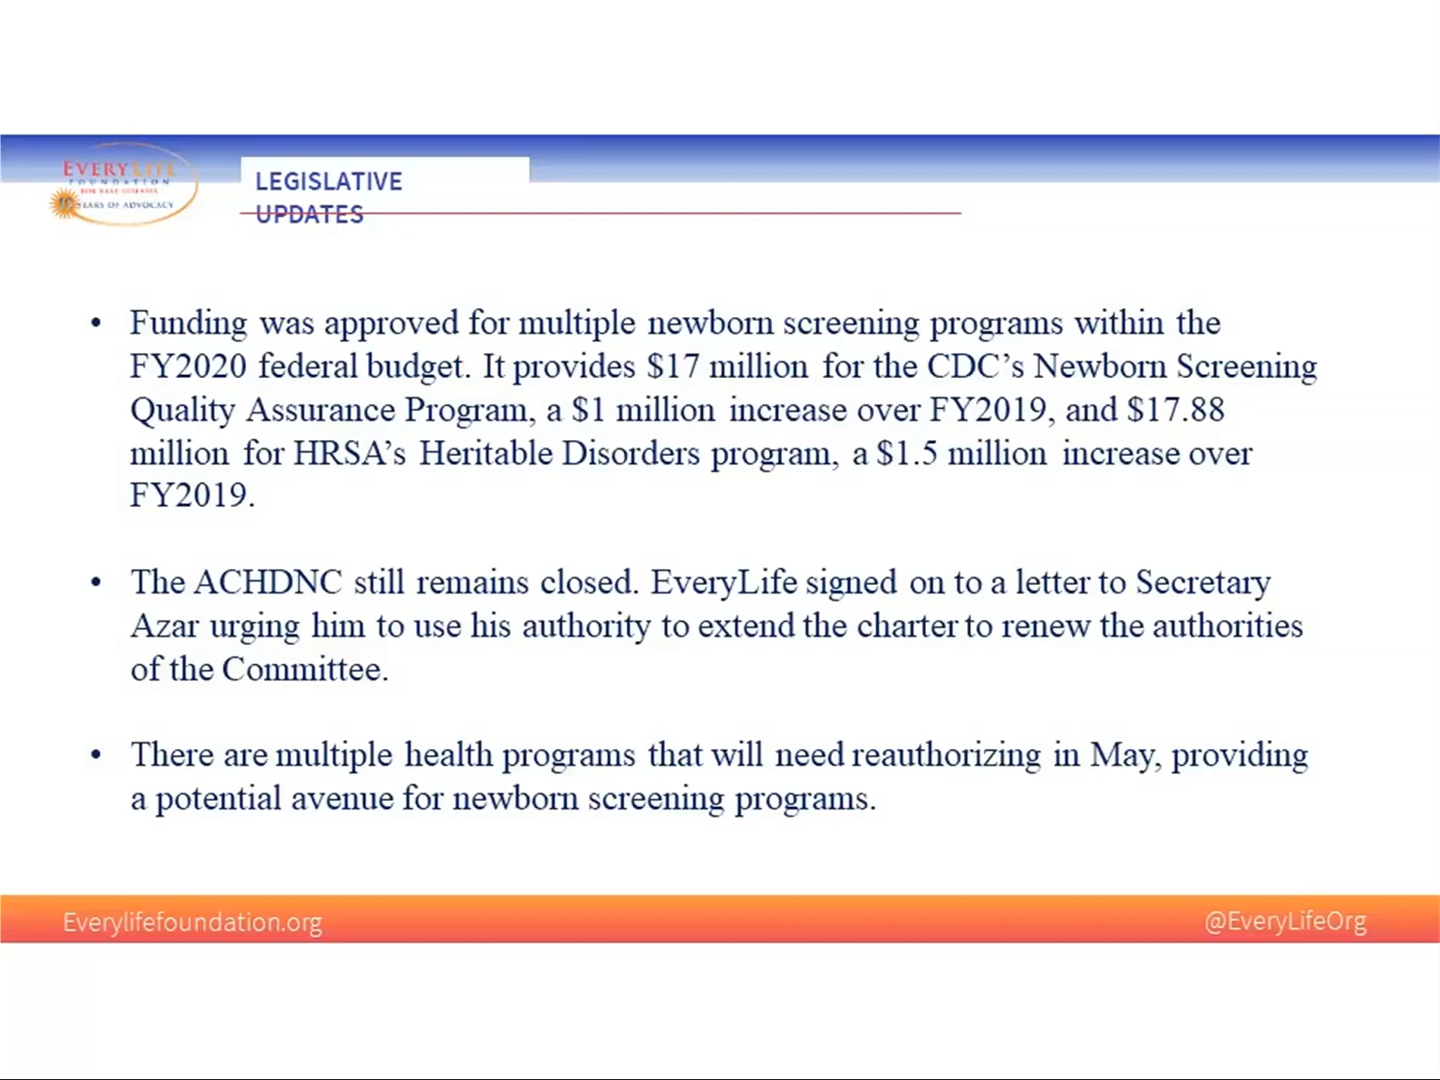 EVERYLIFE
FOUNDATION
FOR RARE DISEASES
YEARS OF ADVOCACY
LEGISLATIVE
UPDATES
• Funding was approved for multiple newborn screening programs within the
FY2020 federal budget. It provides $17 million for the CDC’s Newborn Screening
Quality Assurance Program, a $1 million increase over FY2019, and $17.88
million for HRSA’s Heritable Disorders program, a $1.5 million increase over
FY2019.
• The ACHDNC still remains closed. EveryLife signed on to a letter to Secretary
Azar urging him to use his authority to extend the charter to renew the authorities
of the Committee.
• There are multiple health programs that will need reauthorizing in May, providing
a potential avenue for newborn screening programs.
Everylifefoundation.org
@EveryLifeOrg